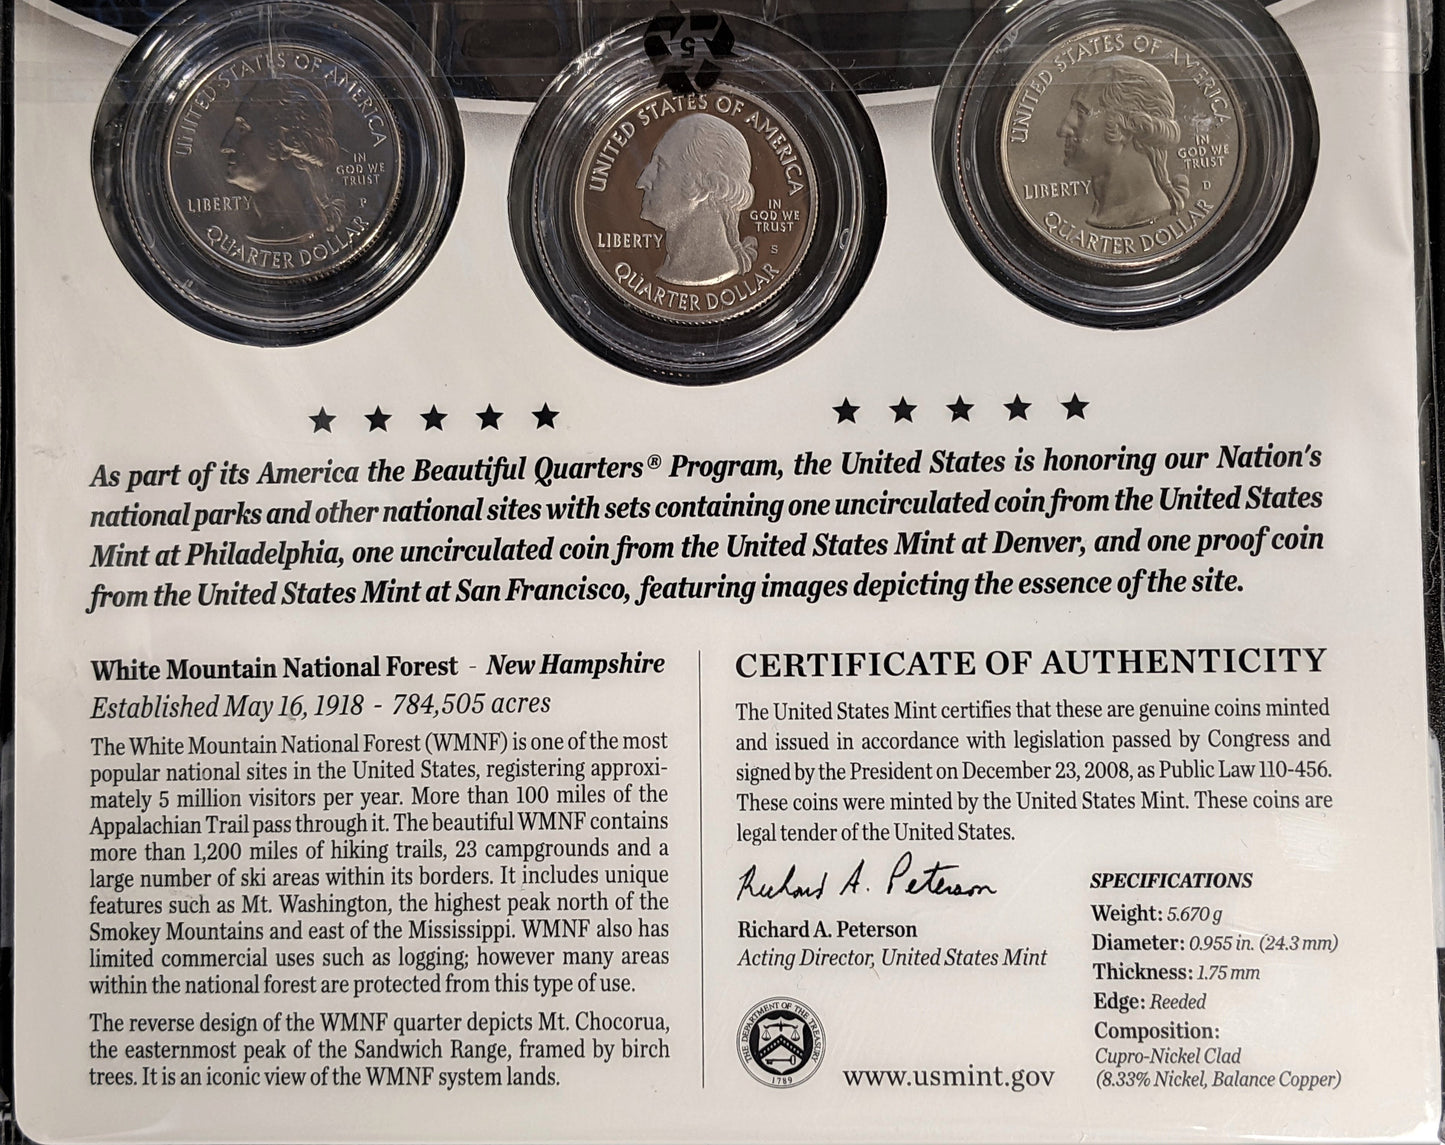 UNITED STATES OF AMERICA
IN
GOD WE
TRUST
LIBERTY
P
QUARTER DOLLAR
5
UNITED STATES OF AMERICA
IN
GOD WE
TRUST
LIBERTY
S
QUARTER DOLLAR
UNITED STATES OF AMERICA
IN
GOD WE
TRUST
LIBERTY
D
QUARTER DOLLAR
As part of its America the Beautiful Quarters® Program, the United States is honoring our Nation's
national parks and other national sites with sets containing one uncirculated coin from the United States
Mint at Philadelphia, one uncirculated coin from the United States Mint at Denver, and one proof coin
from the United States Mint at San Francisco, featuring images depicting the essence of the site.
White Mountain National Forest - New Hampshire
Established May 16, 1918 - 784,505 acres
The White Mountain National Forest (WMNF) is one of the most
popular national sites in the United States, registering approxi-
mately 5 million visitors per year. More than 100 miles of the
Appalachian Trail pass through it. The beautiful WMNF contains
more than 1,200 miles of hiking trails, 23 campgrounds and a
large number of ski areas within its borders. It includes unique
features such as Mt. Washington, the highest peak north of the
Smokey Mountains and east of the Mississippi. WMNF also has
limited commercial uses such as logging; however many areas
within the national forest are protected from this type of use.
The reverse design of the WMNF quarter depicts Mt. Chocorua,
the easternmost peak of the Sandwich Range, framed by birch
trees. It is an iconic view of the WMNF system lands.
CERTIFICATE OF AUTHENTICITY
The United States Mint certifies that these are genuine coins minted
and issued in accordance with legislation passed by Congress and
signed by the President on December 23, 2008, as Public Law 110-456.
These coins were minted by the United States Mint. These coins are
legal tender of the United States.
Richard A. Peterson
Richard A. Peterson
Acting Director, United States Mint
THE DEPARTMENT OF THE TREASURY
1789
www.usmint.gov
SPECIFICATIONS
Weight: 5.670 g
Diameter: 0.955 in. (24.3 mm)
Thickness: 1.75 mm
Edge: Reeded
Composition:
Cupro-Nickel Clad
(8.33% Nickel, Balance Copper)